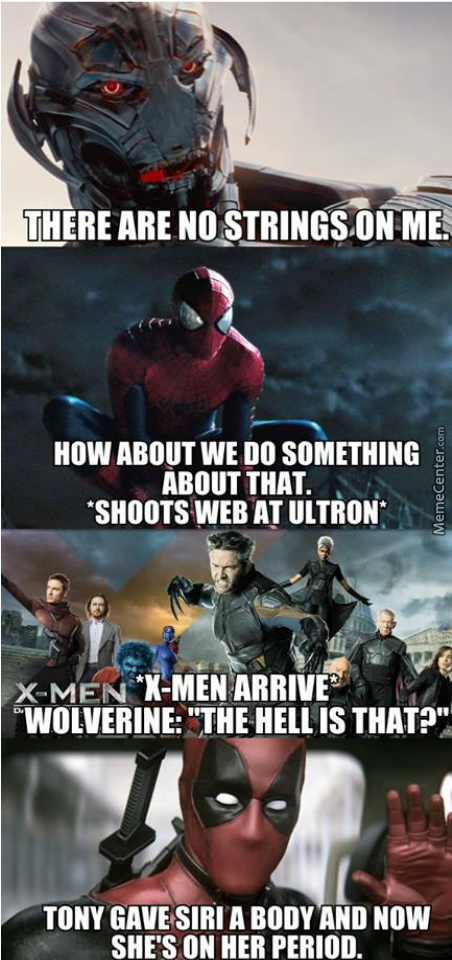 THERE ARE NO STRINGS ON ME.
HOW ABOUT WE DO SOMETHING
ABOUT THAT.
*SHOOTS WEB AT ULTRON*
MemeCenter.com
X-MEN
*X-MEN ARRIVE*
WOLVERINE: "THE HELL IS THAT?"
TONY GAVE SIRI A BODY AND NOW
SHE'S ON HER PERIOD.